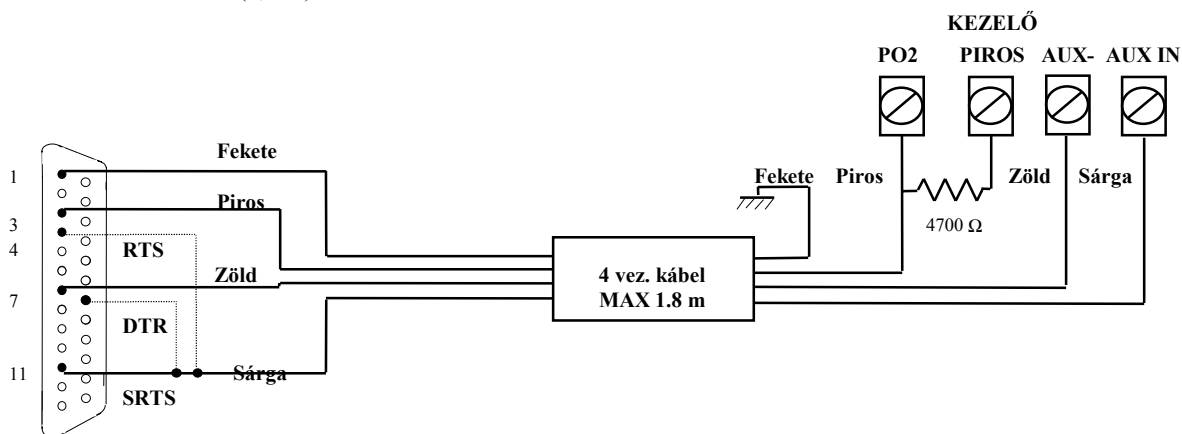 KEZELŐ
PO2 PIROS AUX- AUX IN
Fekete
1
Fekete Piros Zöld Sárga
Piros
3
4700 Ω
4
RTS
Zöld
4 vez. kábel
MAX 1.8 m
7
DTR
11
Sárga
SRTS